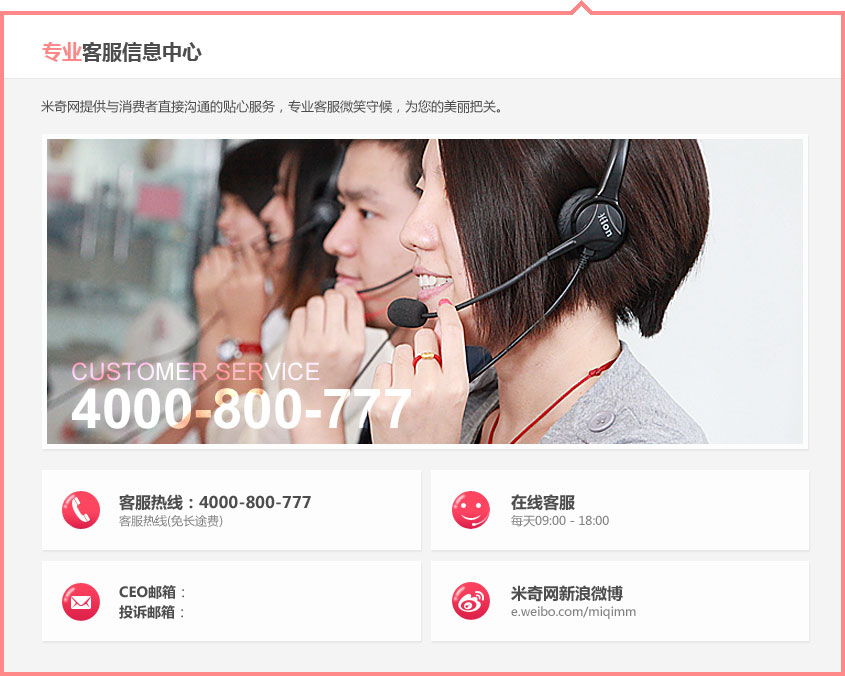 专业客服信息中心
米奇网提供与消费者直接沟通的贴心服务，专业客服微笑守候，为您的美丽把关。
CUSTOMER SERVICE
4000-800-777
客服热线：4000-800-777
客服热线(免长途费)
在线客服
每天09:00 - 18:00
CEO邮箱：
投诉邮箱：
米奇网新浪微博
e.weibo.com/miqimm